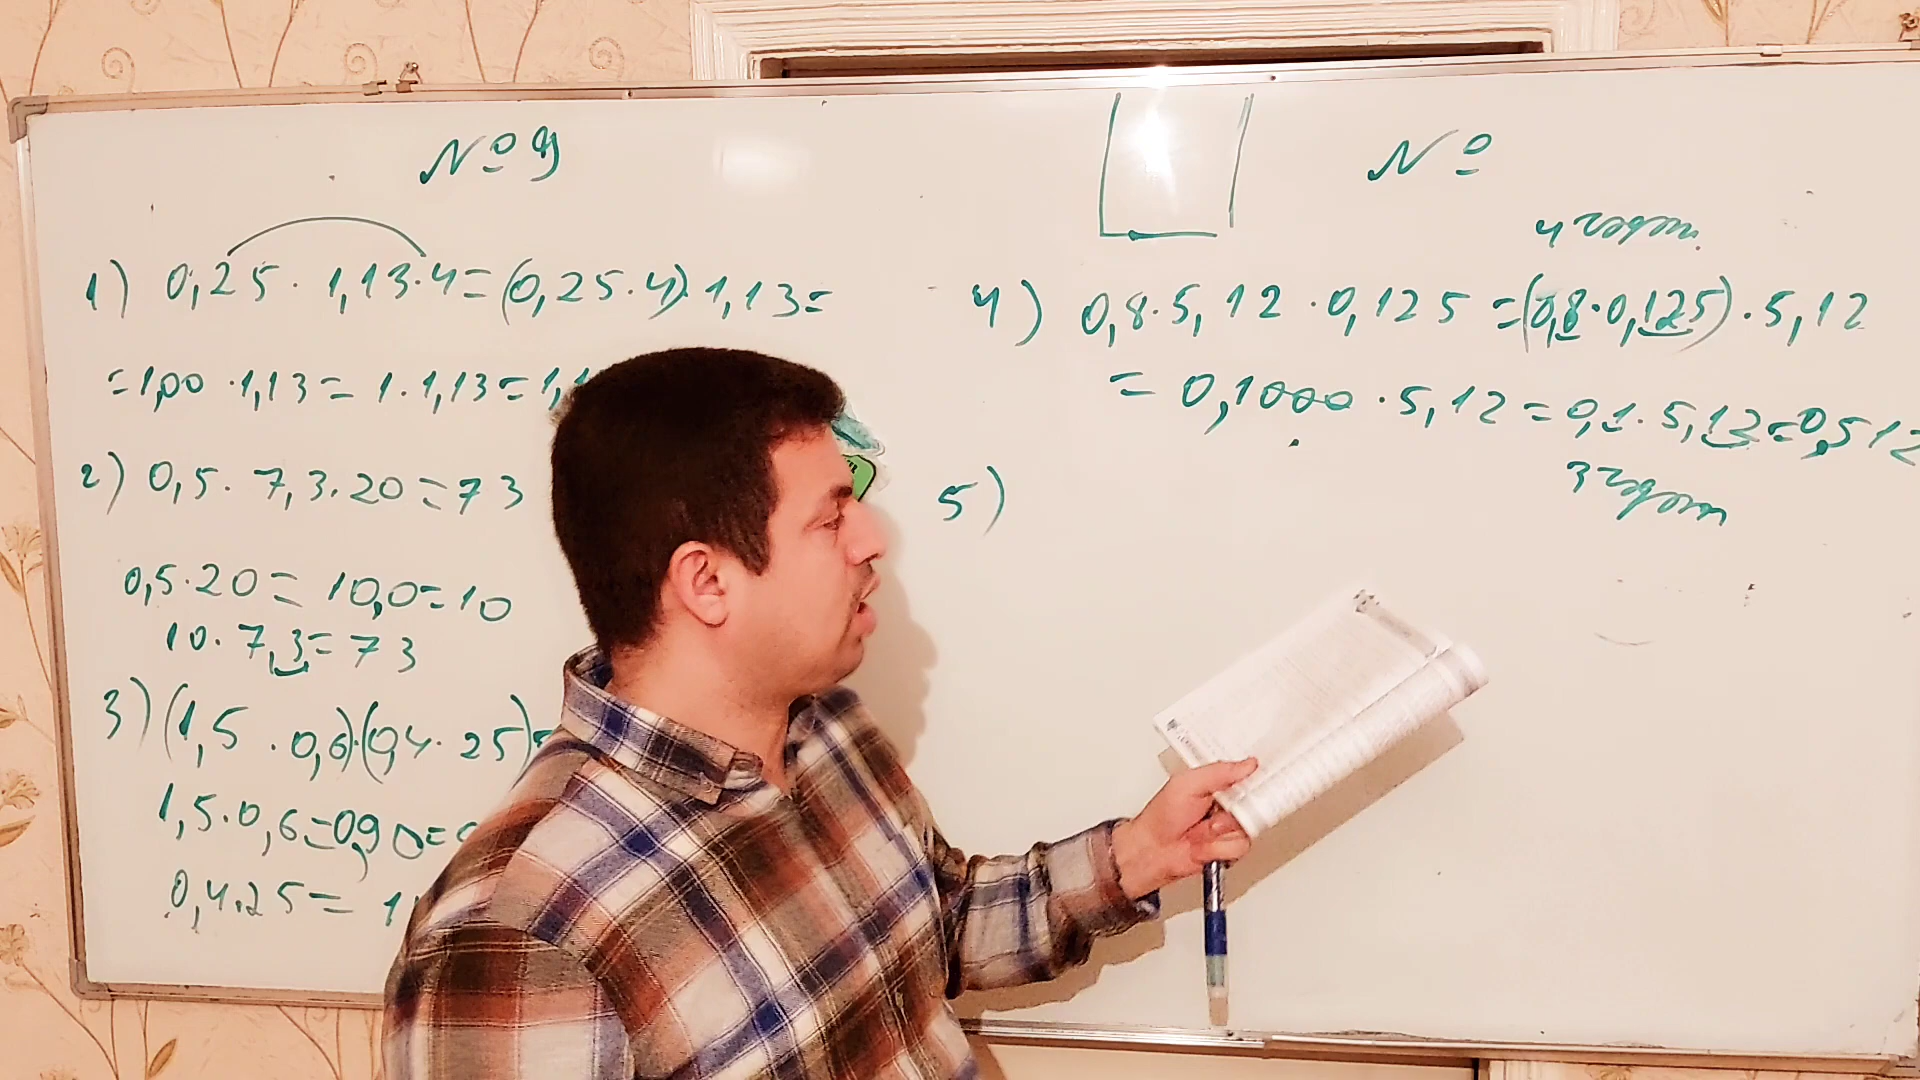 № 9
1) 0,25 · 1,13 · 4 = (0,25 · 4) · 1,13 =
= 1,00 · 1,13 = 1 · 1,13 = 1,1
2) 0,5 · 7,3 · 20 = 73
0,5 · 20 = 10,0 = 10
10 · 7,3 = 73
3) (1,5 · 0,6) · (0,4 · 25) =
1,5 · 0,6 = 0,90 =
0,4 · 25 = 1
№
4)  0,8 · 5,12 · 0,125 = (0,8 · 0,125) · 5,12
= 0,1000 · 5,12 = 0,1 · 5,12 = 0,512
5)